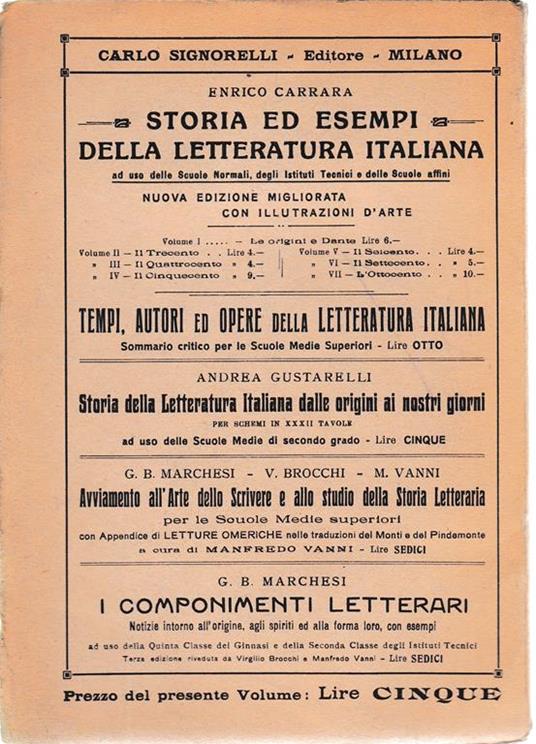 CARLO SIGNORELLI - Editore - MILANO
ENRICO CARRARA
STORIA ED ESEMPI
DELLA LETTERATURA ITALIANA
ad uso delle Scuole Normali, degli Istituti Tecnici e delle Scuole affini
NUOVA EDIZIONE MIGLIORATA
CON ILLUTRAZIONI D'ARTE
Volume I ..... - Le origini e Dante Lire 6.-
Volume II - Il Trecento . . Lire 4.-
" III - Il Quattrocento " 4.-
" IV - Il Cinquecento " 9.-
Volume V - Il Seicento . . . Lire 4.-
" VI - Il Settecento . . " 5.-
" VII - L'Ottocento . . " 10.-
TEMPI, AUTORI ED OPERE DELLA LETTERATURA ITALIANA
Sommario critico per le Scuole Medie Superiori - Lire OTTO
ANDREA GUSTARELLI
Storia della Letteratura Italiana dalle origini ai nostri giorni
PER SCHEMI IN XXXII TAVOLE
ad uso delle Scuole Medie di secondo grado - Lire CINQUE
G. B. MARCHESI - V. BROCCHI - M. VANNI
Avviamento all'Arte dello Scrivere e allo studio della Storia Letteraria
per le Scuole Medie superiori
con Appendice di LETTURE OMERICHE nelle traduzioni del Monti e del Pindemonte
a cura di MANFREDO VANNI - Lire SEDICI
G. B. MARCHESI
I COMPONIMENTI LETTERARI
Notizie intorno all'origine, agli spiriti ed alla forma loro, con esempi
ad uso della Quinta Classe dei Ginnasi e della Seconda Classe degli Istituti Tecnici
Terza edizione riveduta da Virgilio Brocchi e Manfredo Vanni - Lire SEDICI
Prezzo del presente Volume: Lire CINQUE